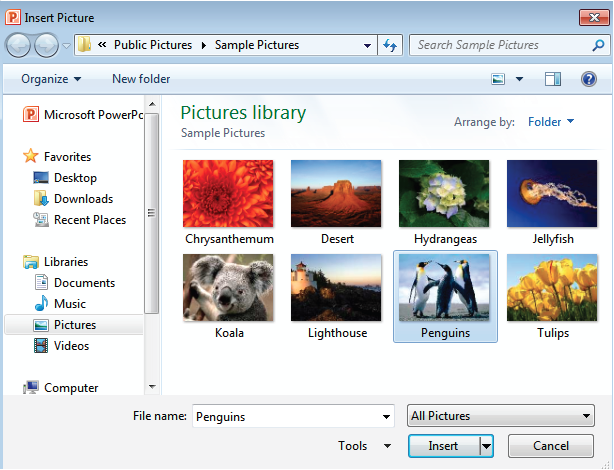 Insert Picture
« Public Pictures Sample Pictures
Search Sample Pictures
Organize New folder
Microsoft PowerPo
Favorites
Desktop
Downloads
Recent Places
Libraries
Documents
Music
Pictures
Videos
Computer
Pictures library
Sample Pictures
Arrange by: Folder
Chrysanthemum Desert Hydrangeas Jellyfish
Koala Lighthouse Penguins Tulips
File name: Penguins All Pictures
Tools Insert Cancel